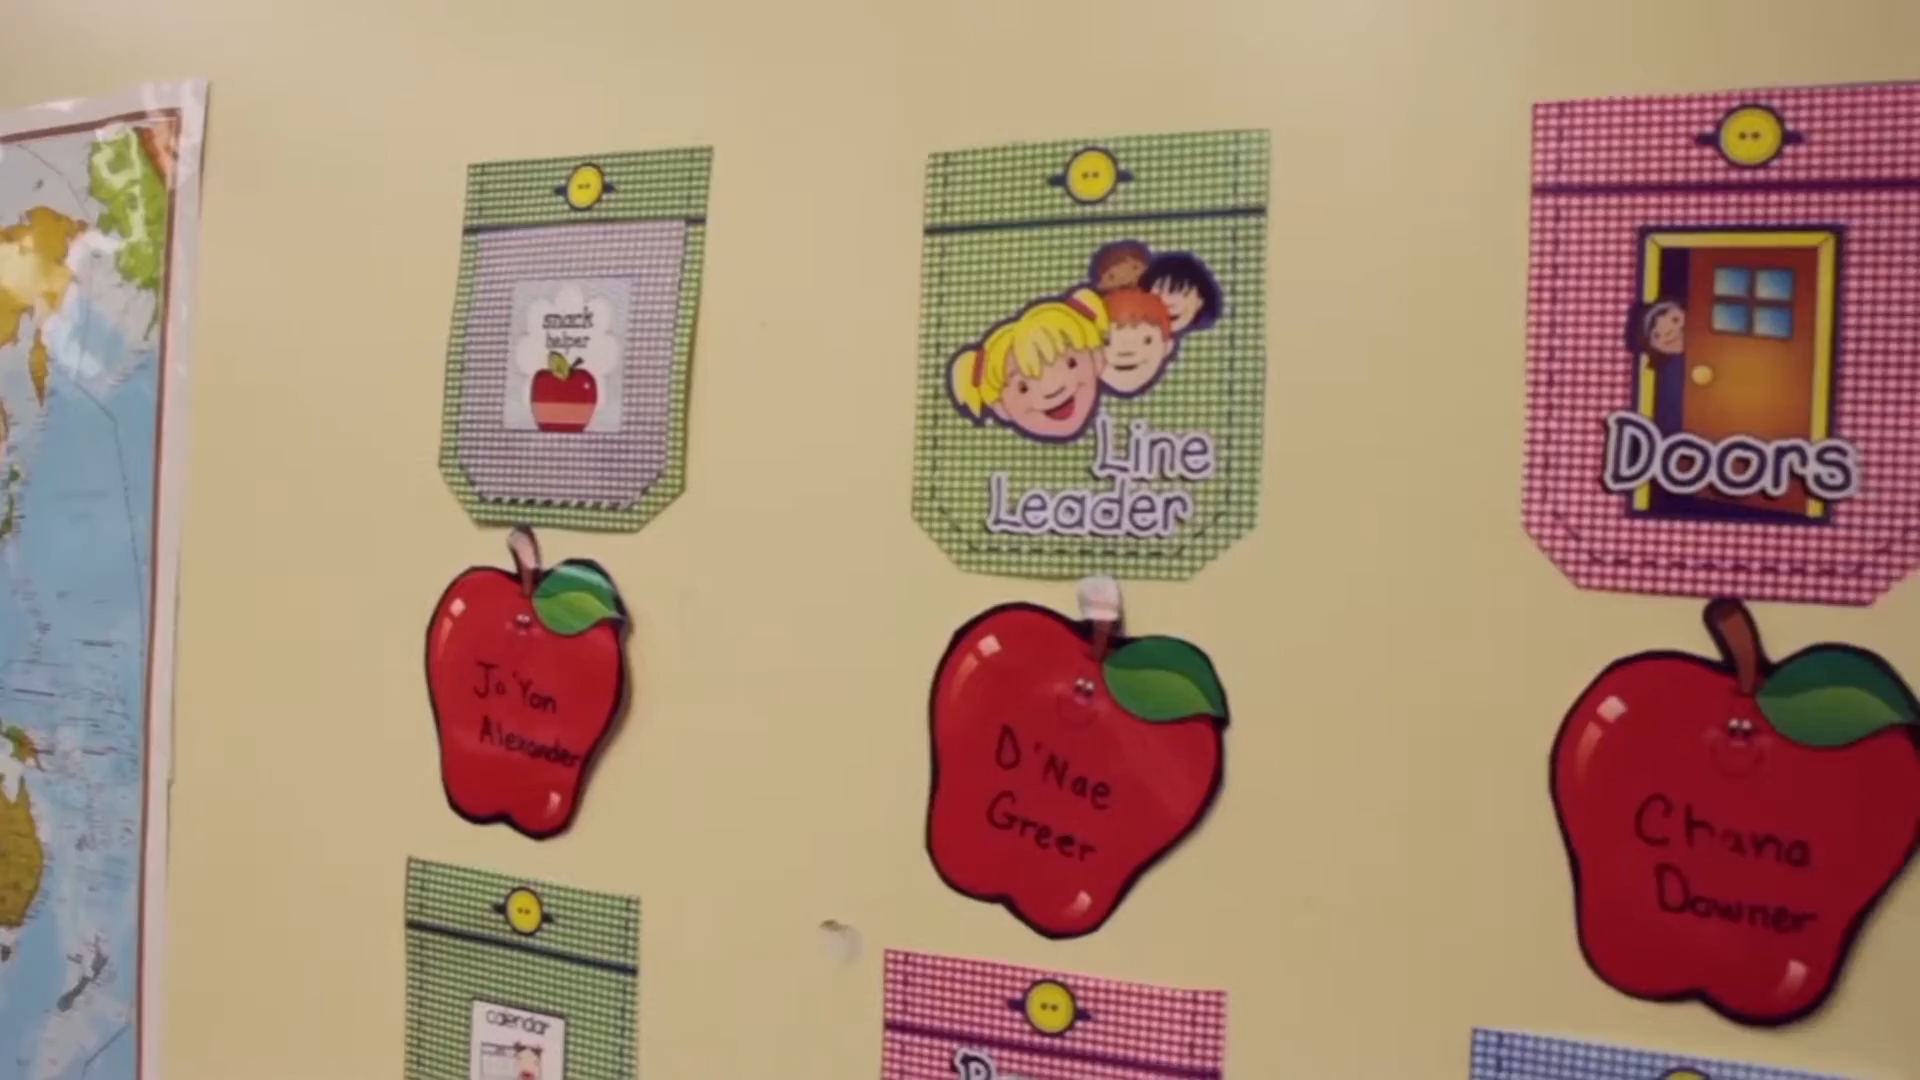 snack
helper
Line
Leader
Doors
Jo'Yon
Alexander
D'Nae
Greer
Chana
Downer
calendar